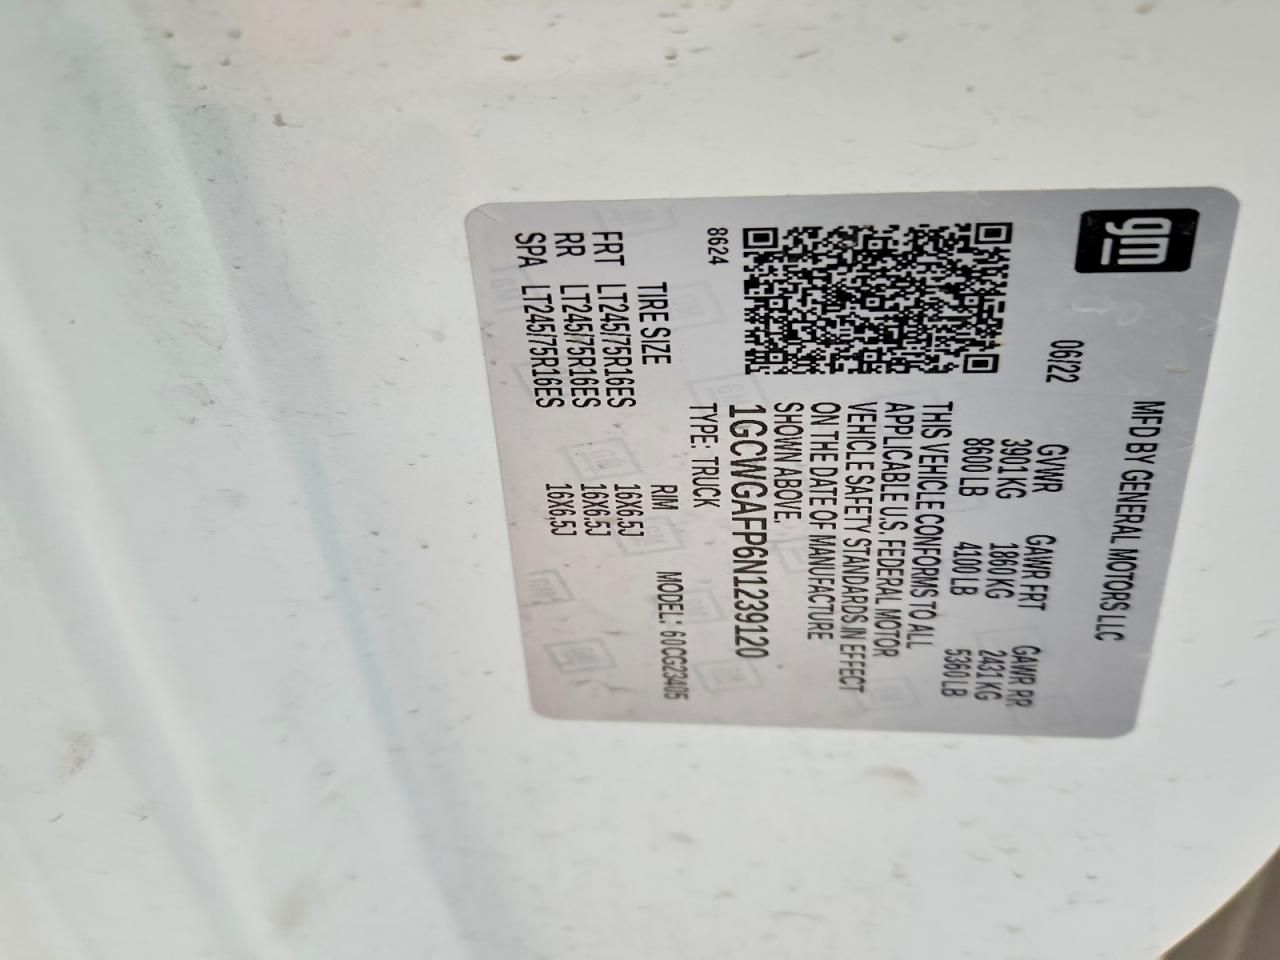 gm
MFD BY GENERAL MOTORS LLC
06/22 GVWR GAWR FRT GAWR RR
3901 KG 1860 KG 2431 KG
8600 LB 4100 LB 5360 LB
THIS VEHICLE CONFORMS TO ALL
APPLICABLE U.S. FEDERAL MOTOR
VEHICLE SAFETY STANDARDS IN EFFECT
ON THE DATE OF MANUFACTURE
SHOWN ABOVE.
1GCWGAFP6N1239120
8624 TYPE: TRUCK
TIRE SIZE RIM MODEL: 60CG23405
FRT LT245/75R16ES 16X6.5J
RR LT245/75R16ES 16X6.5J
SPA LT245/75R16ES 16X6.5J